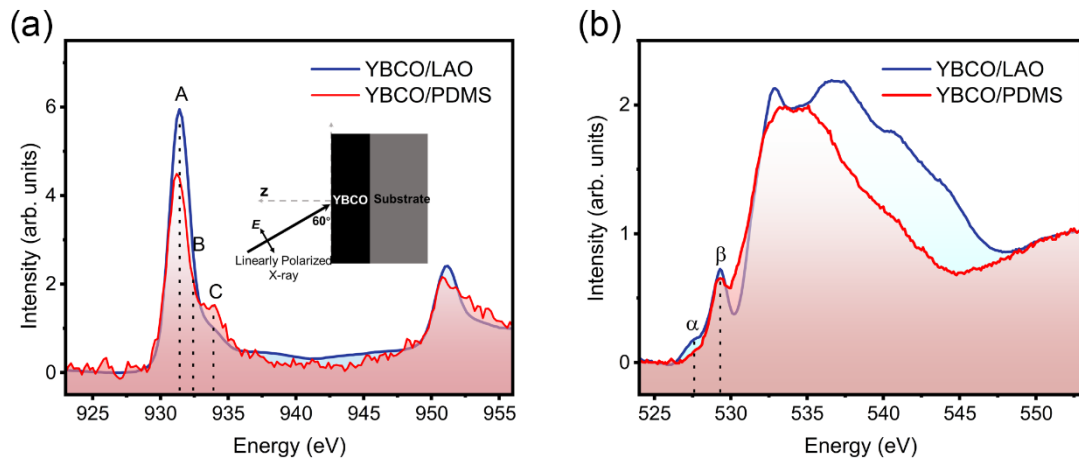 (a)
YBCO/LAO
YBCO/PDMS
A
B
C
z
YBCO
Substrate
60°
E
Linearly Polarized
X-ray
6
4
2
0
Intensity (arb. units)
925 930 935 940 945 950 955
Energy (eV)
(b)
YBCO/LAO
YBCO/PDMS
α
β
2
1
0
Intensity (arb. units)
525 530 535 540 545 550
Energy (eV)